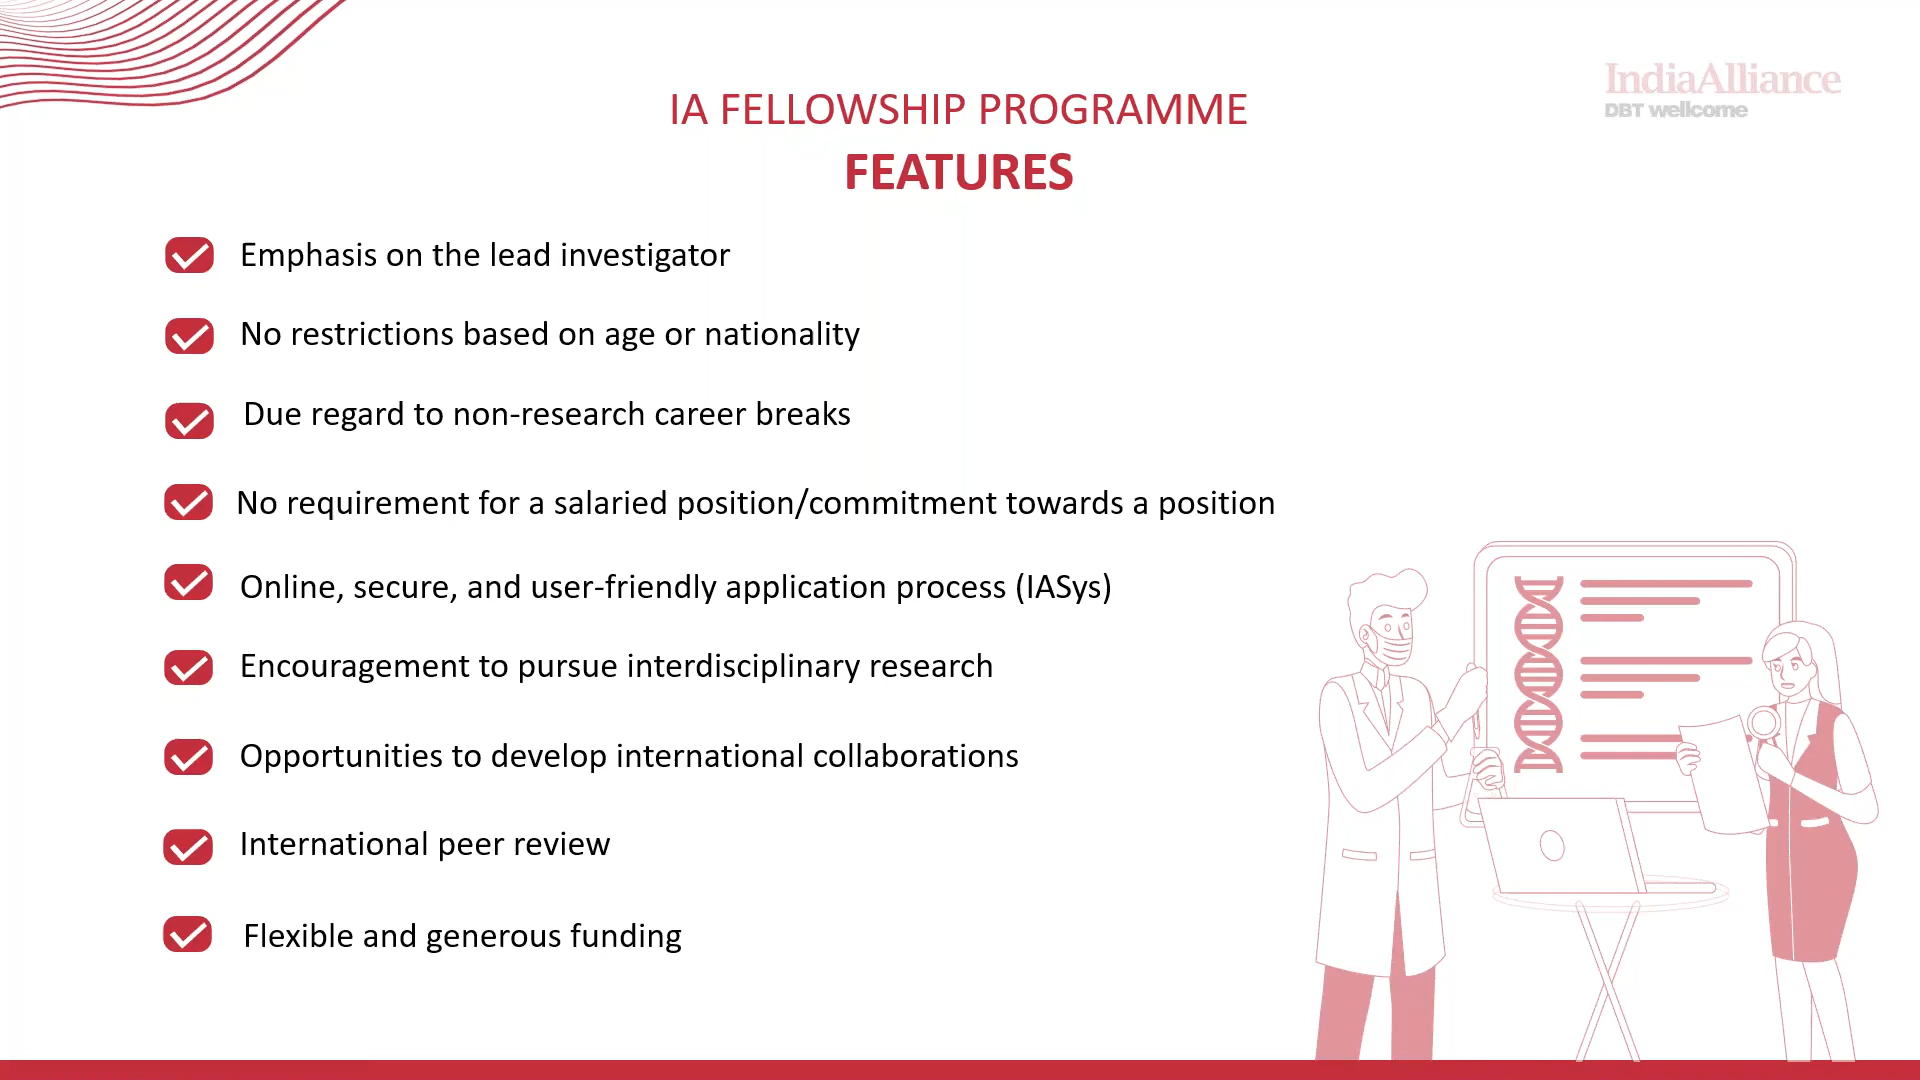 IndiaAlliance
DBT wellcome
IA FELLOWSHIP PROGRAMME
FEATURES
Emphasis on the lead investigator
No restrictions based on age or nationality
Due regard to non-research career breaks
No requirement for a salaried position/commitment towards a position
Online, secure, and user-friendly application process (IASys)
Encouragement to pursue interdisciplinary research
Opportunities to develop international collaborations
International peer review
Flexible and generous funding